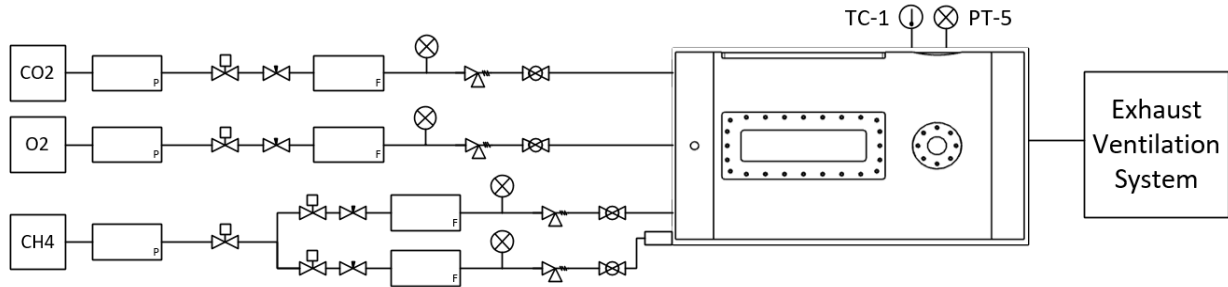 TC-1 PT-5
CO2 P F
O2 P F
Exhaust
Ventilation
System
F
CH4 P
F